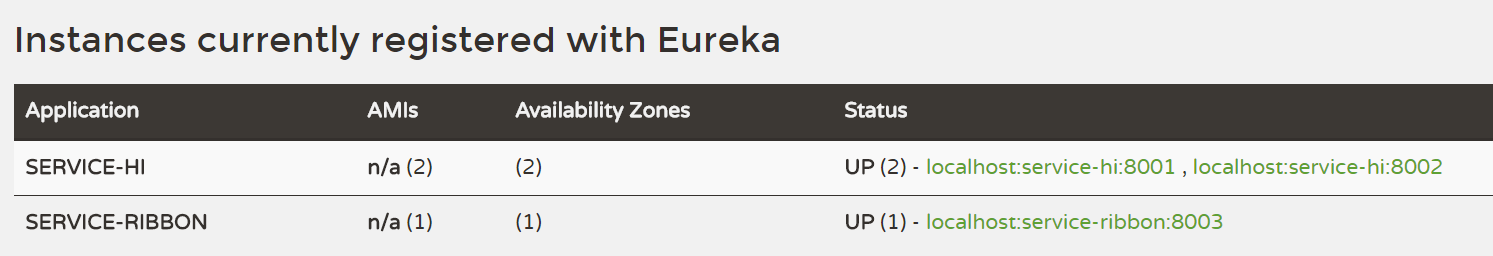 Instances currently registered with Eureka
Application AMIs Availability Zones Status
SERVICE-HI n/a (2) (2) UP (2) - localhost:service-hi:8001 , localhost:service-hi:8002
SERVICE-RIBBON n/a (1) (1) UP (1) - localhost:service-ribbon:8003